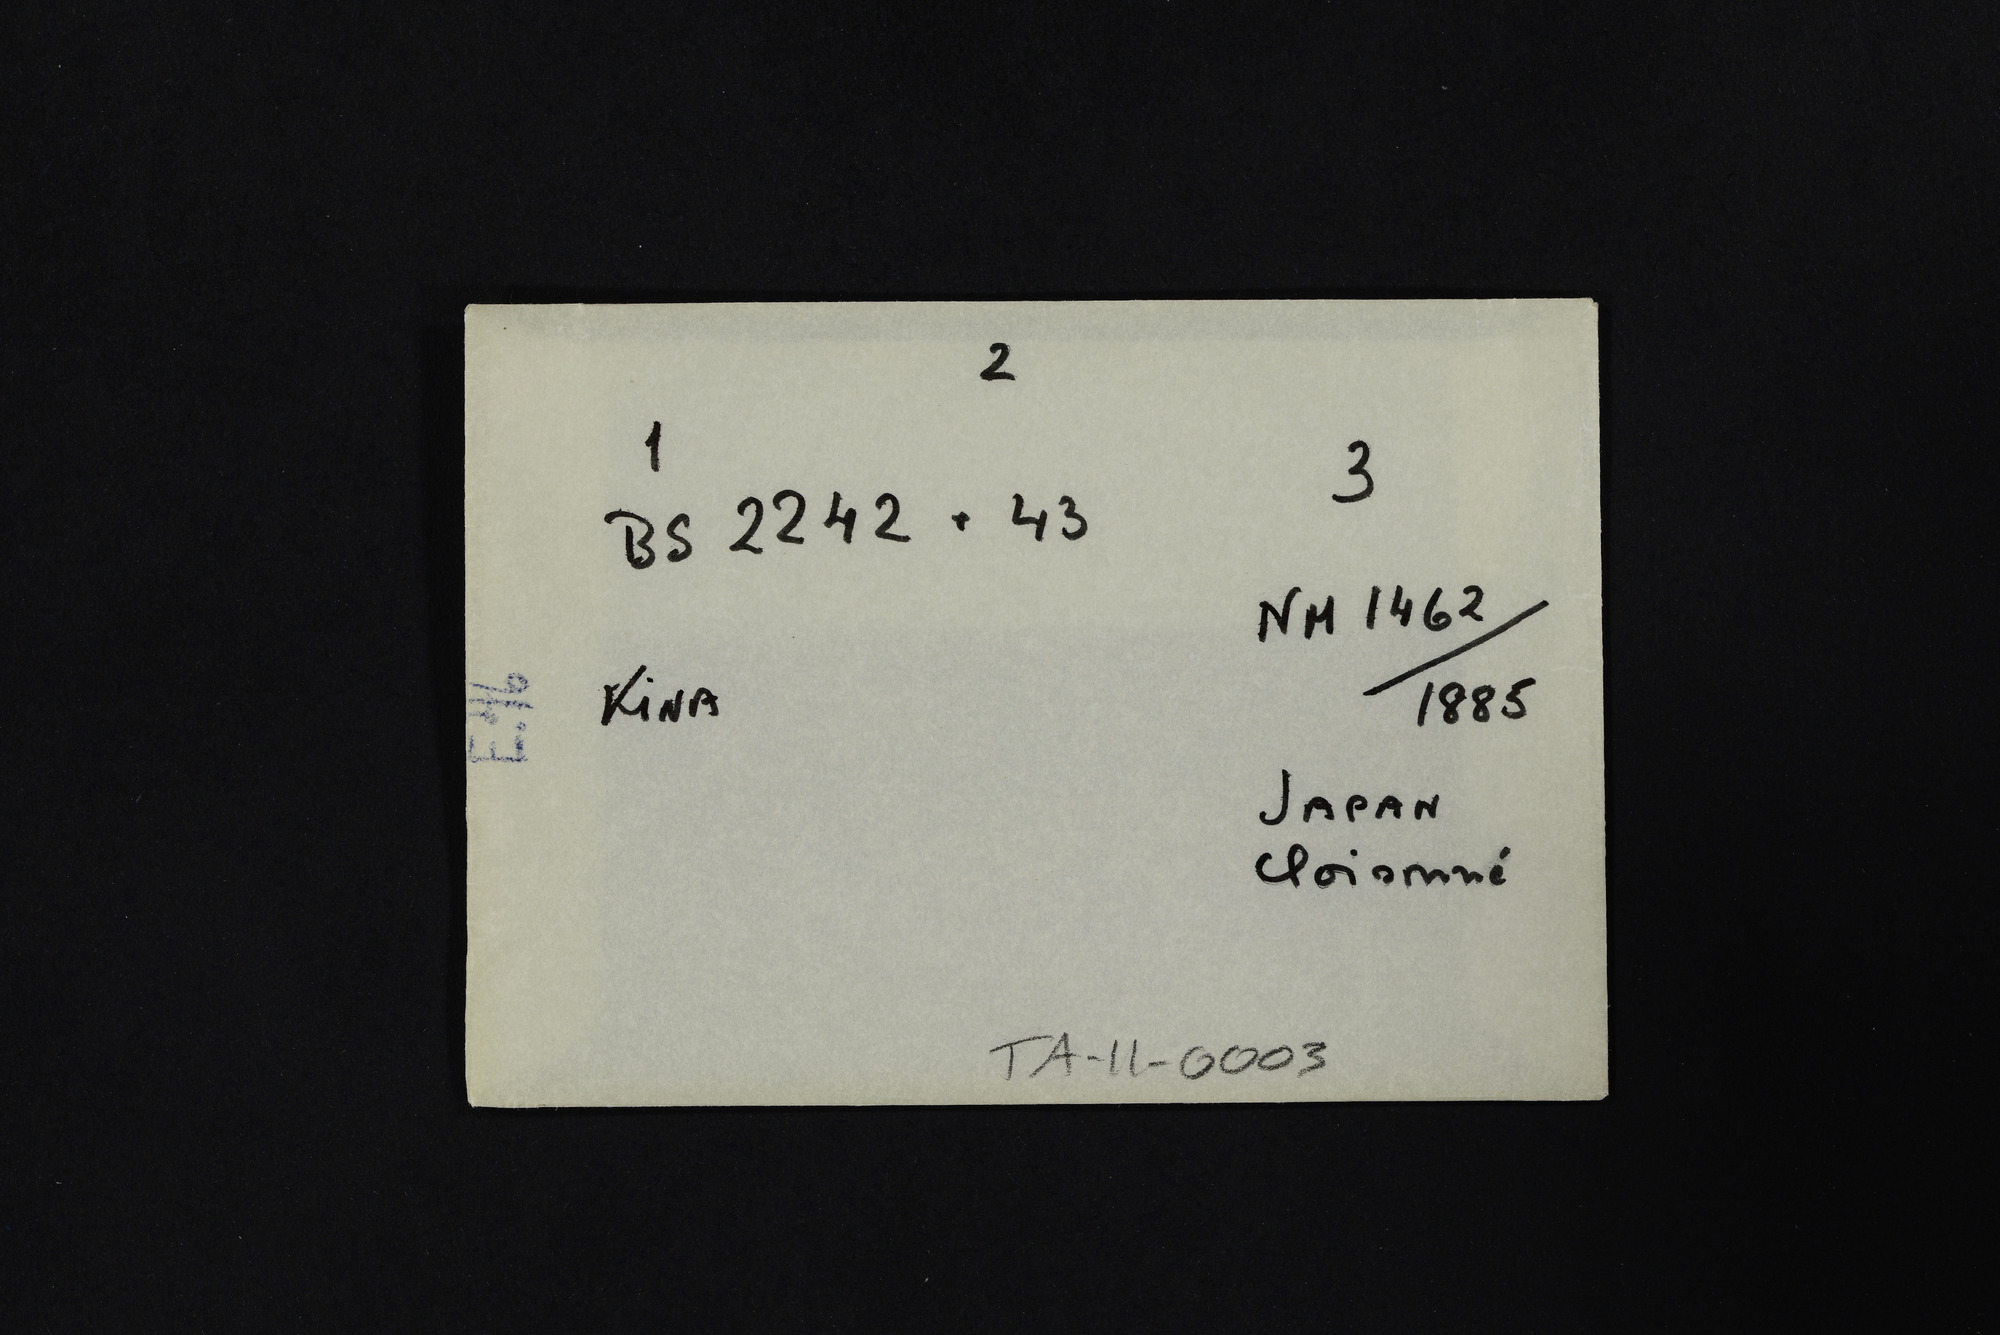 2
1
3
BS 2242 + 43
NM 1462/1885
KINA
JAPAN
Cloisonné
TA-11-0003